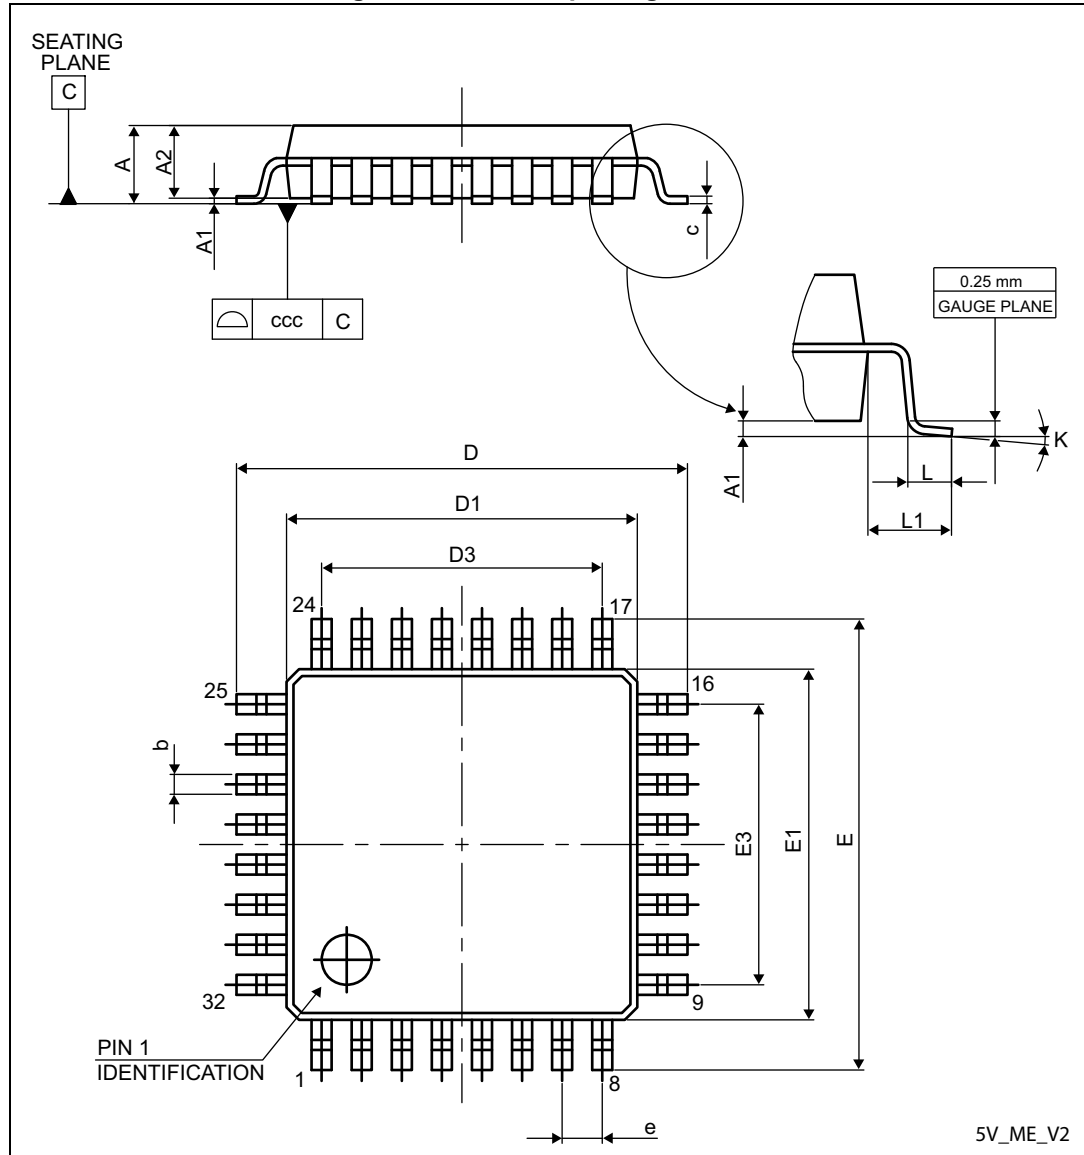 SEATING
PLANE
C
A
A2
A1
c
ccc
C
0.25 mm
GAUGE PLANE
K
A1
L
L1
D
D1
D3
24
17
25
16
b
E3
E1
E
32
9
PIN 1
IDENTIFICATION
1
8
e
5V_ME_V2